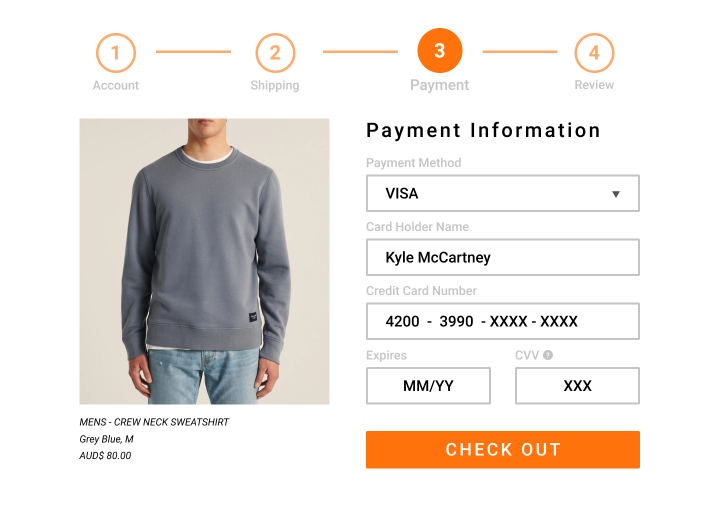 1
2
3
4
Account
Shipping
Payment
Review
Payment Information
Payment Method
VISA
Card Holder Name
Kyle McCartney
Credit Card Number
4200 - 3990 - XXXX - XXXX
Expires
CVV ?
MM/YY
XXX
CHECK OUT
MENS - CREW NECK SWEATSHIRT
Grey Blue, M
AUD$ 80.00